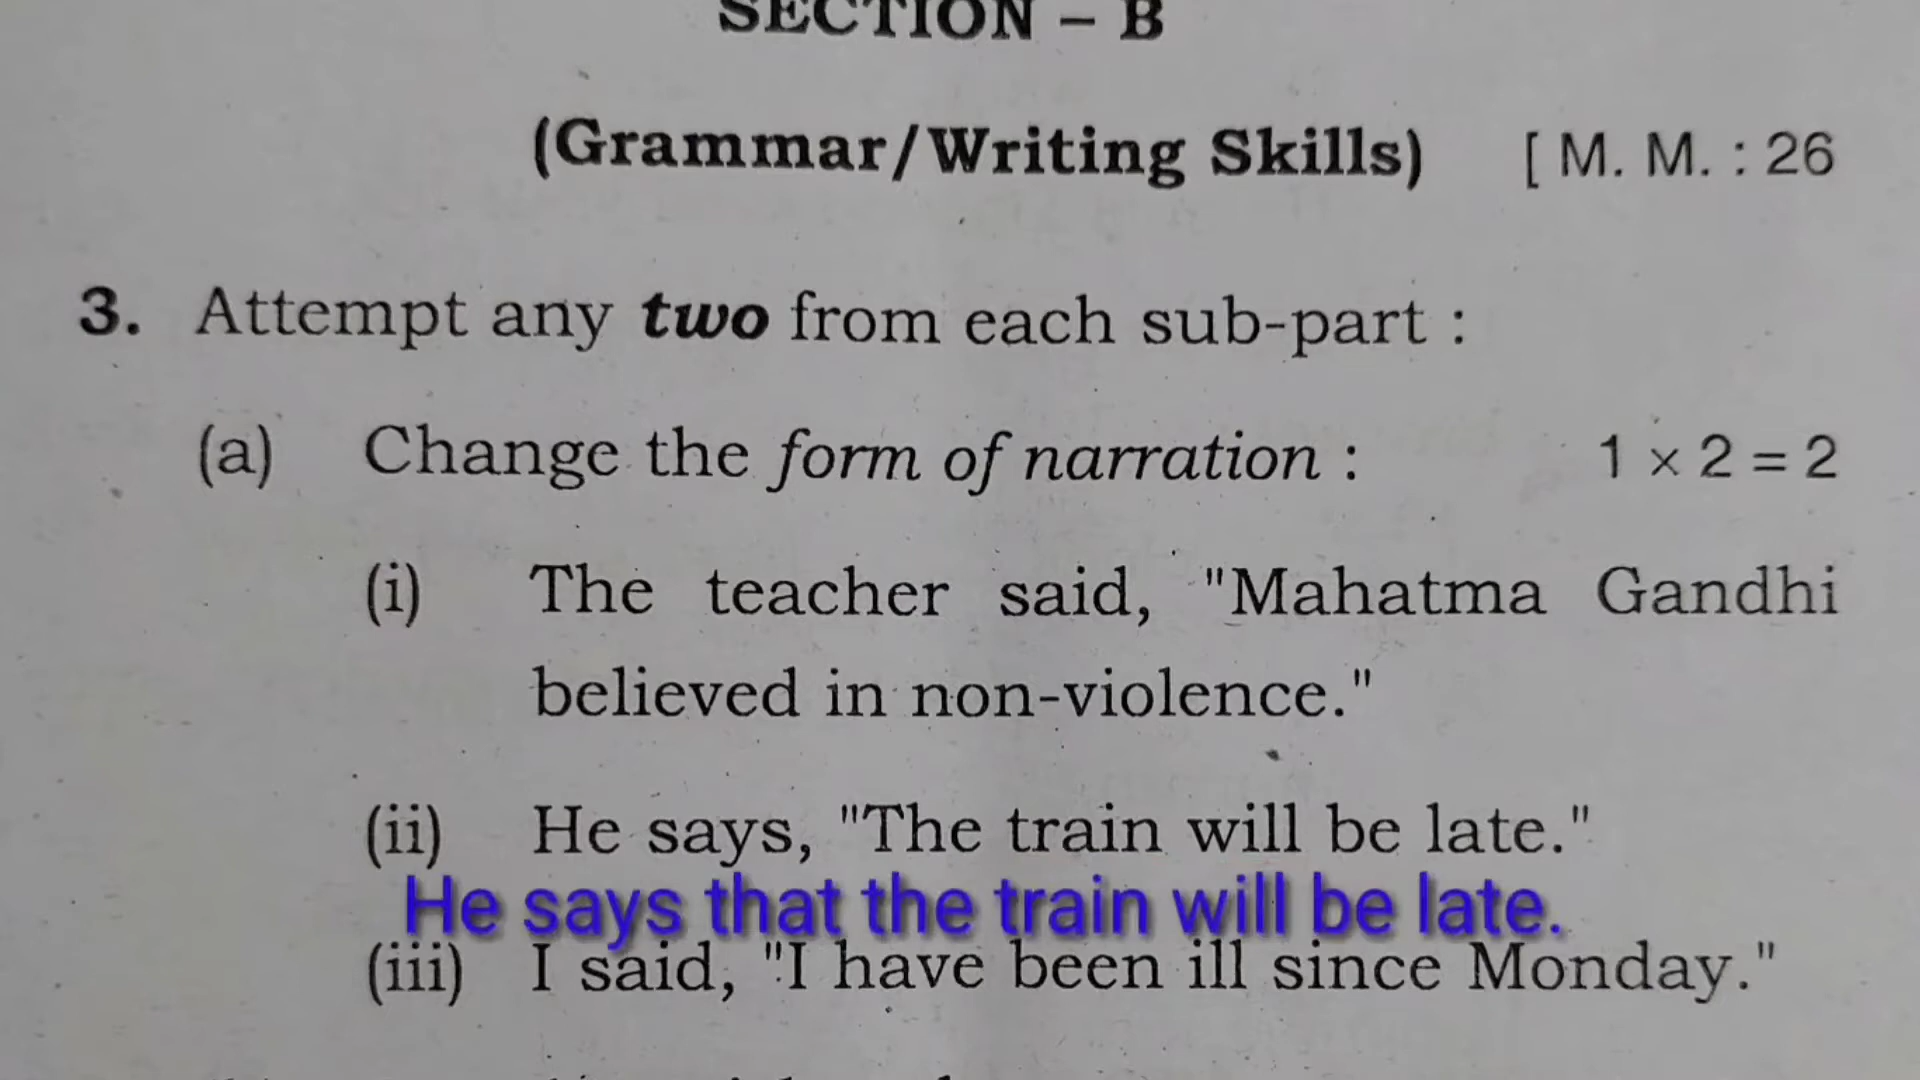 SECTION – B
(Grammar/Writing Skills) [ M. M. : 26
3. Attempt any two from each sub-part :
(a) Change the form of narration : 1 × 2 = 2
(i) The teacher said, "Mahatma Gandhi
believed in non-violence."
(ii) He says, "The train will be late."
He says that the train will be late.
(iii) I said, "I have been ill since Monday."